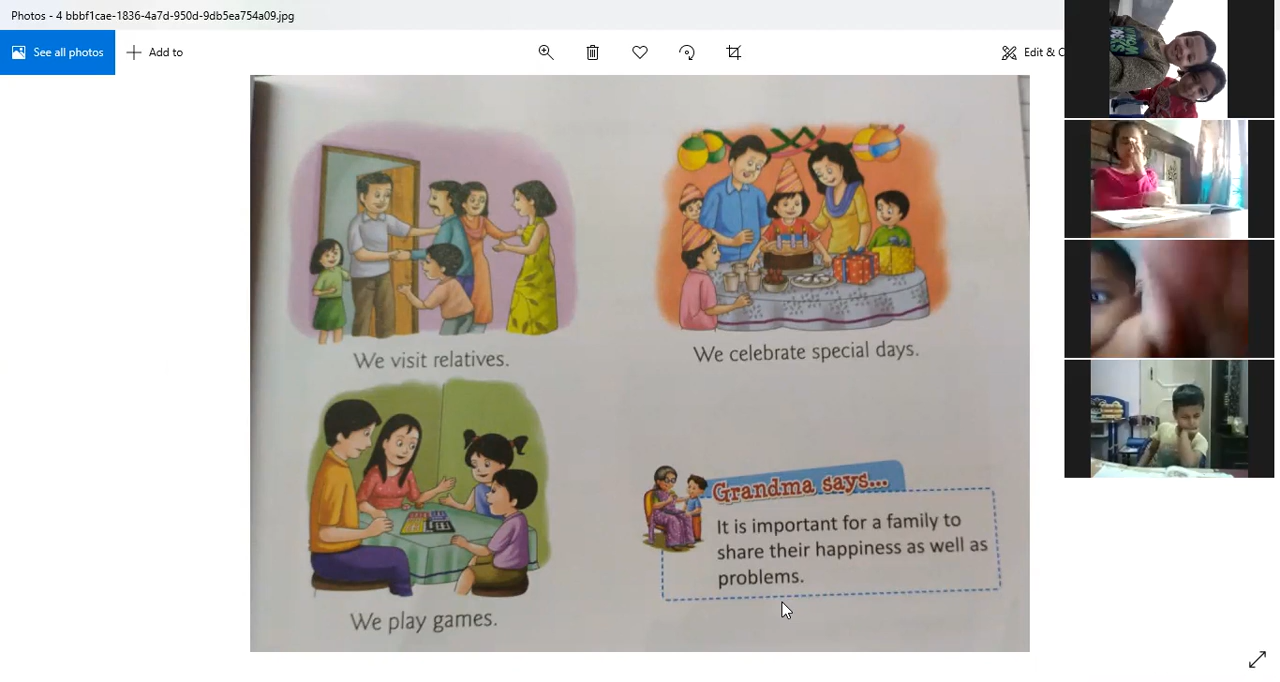 Photos - 4 bbbf1cae-1836-4a7d-950d-9db5ea754a09.jpg
See all photos
Add to
Edit & C
We visit relatives.
We celebrate special days.
We play games.
Grandma says...
It is important for a family to
share their happiness as well as
problems.